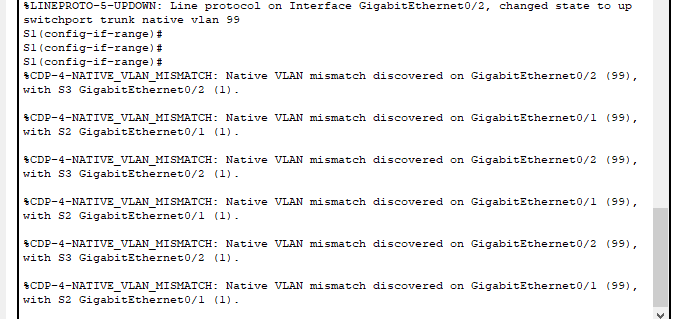 %LINEPROTO-5-UPDOWN: Line protocol on Interface GigabitEthernet0/2, changed state to up
switchport trunk native vlan 99
S1(config-if-range)#
S1(config-if-range)#
S1(config-if-range)#
%CDP-4-NATIVE_VLAN_MISMATCH: Native VLAN mismatch discovered on GigabitEthernet0/2 (99),
with S3 GigabitEthernet0/2 (1).
%CDP-4-NATIVE_VLAN_MISMATCH: Native VLAN mismatch discovered on GigabitEthernet0/1 (99),
with S2 GigabitEthernet0/1 (1).
%CDP-4-NATIVE_VLAN_MISMATCH: Native VLAN mismatch discovered on GigabitEthernet0/2 (99),
with S3 GigabitEthernet0/2 (1).
%CDP-4-NATIVE_VLAN_MISMATCH: Native VLAN mismatch discovered on GigabitEthernet0/1 (99),
with S2 GigabitEthernet0/1 (1).
%CDP-4-NATIVE_VLAN_MISMATCH: Native VLAN mismatch discovered on GigabitEthernet0/2 (99),
with S3 GigabitEthernet0/2 (1).
%CDP-4-NATIVE_VLAN_MISMATCH: Native VLAN mismatch discovered on GigabitEthernet0/1 (99),
with S2 GigabitEthernet0/1 (1).